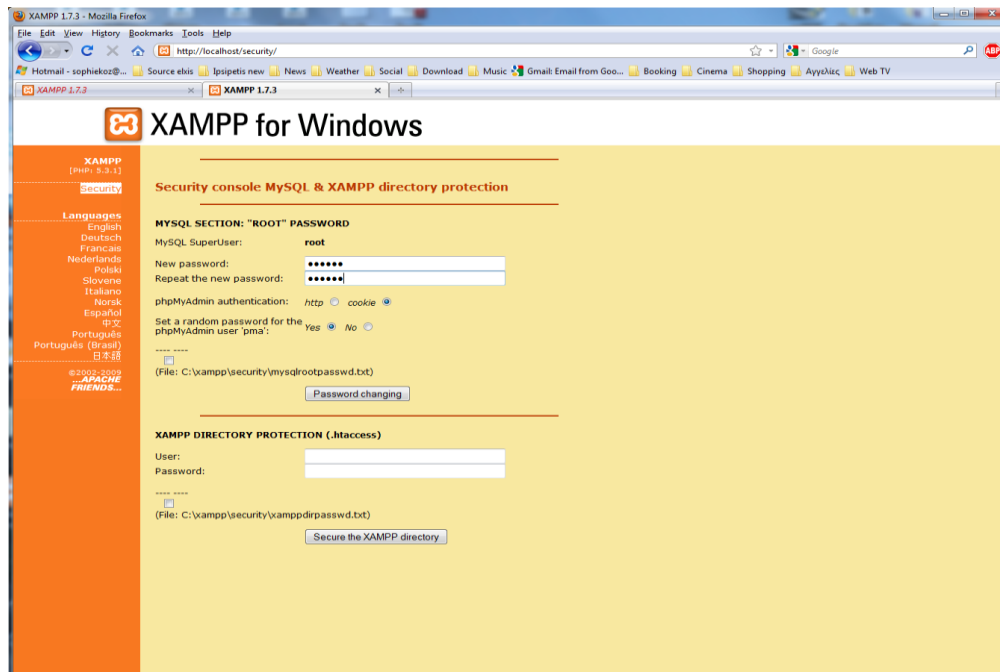 XAMPP 1.7.3 - Mozilla Firefox
File Edit View History Bookmarks Tools Help
http://localhost/security/
Google
ABP
Hotmail - sophiekoz@... Source elxis Ipsipetis new News Weather Social Download Music Gmail: Email from Goo... Booking Cinema Shopping Αγγελίες Web TV
XAMPP 1.7.3 XAMPP 1.7.3
XAMPP for Windows
XAMPP
[PHP: 5.3.1]
Security
Languages
English
Deutsch
Francais
Nederlands
Polski
Slovene
Italiano
Norsk
Español
中文
Português
Português (Brasil)
日本語
©2002-2009
...APACHE
FRIENDS...
Security console MySQL & XAMPP directory protection
MYSQL SECTION: "ROOT" PASSWORD
MySQL SuperUser: root
New password: ●●●●●●
Repeat the new password: ●●●●●●
phpMyAdmin authentication: http cookie
Set a random password for the
phpMyAdmin user 'pma': Yes No
---- ----
(File: C:\xampp\security\mysqlrootpasswd.txt)
Password changing
XAMPP DIRECTORY PROTECTION (.htaccess)
User:
Password:
---- ----
(File: C:\xampp\security\xamppdirpasswd.txt)
Secure the XAMPP directory